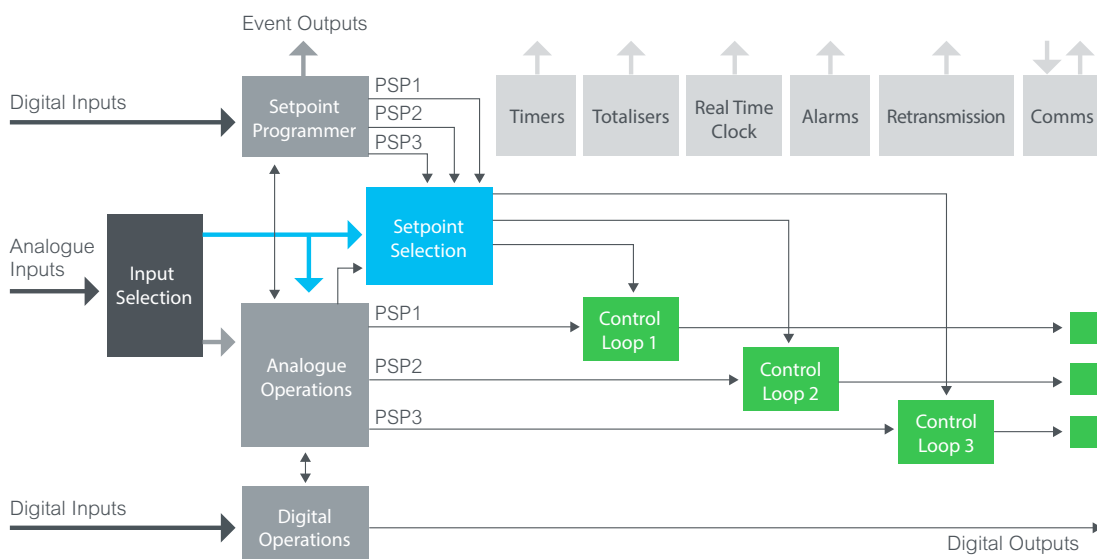 Event Outputs
Digital Inputs
Setpoint
Programmer
PSP1
PSP2
PSP3
Timers
Totalisers
Real Time
Clock
Alarms
Retransmission
Comms
Analogue
Inputs
Input
Selection
Setpoint
Selection
Analogue
Operations
PSP1
PSP2
PSP3
Control
Loop 1
Control
Loop 2
Control
Loop 3
Digital Inputs
Digital
Operations
Digital Outputs